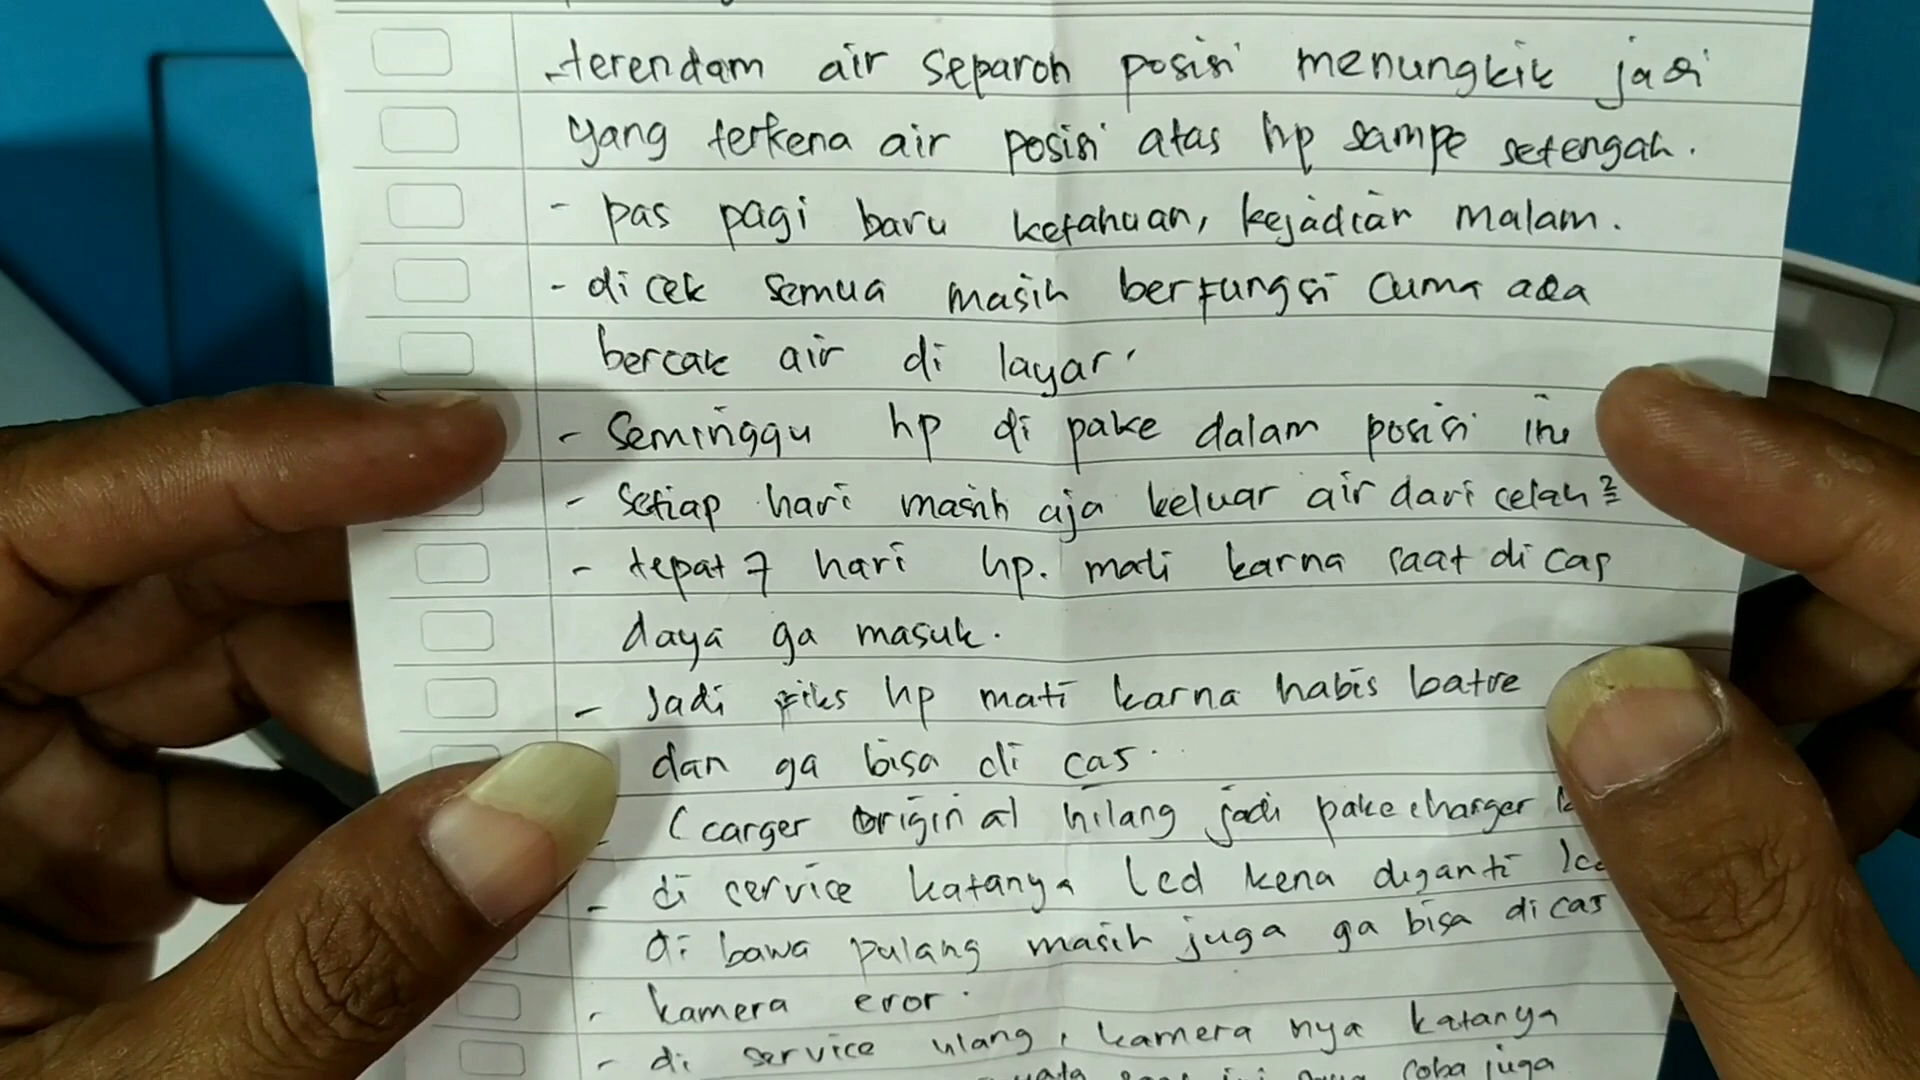 -terendam air separoh posisi menungkik jadi
yang terkena air posisi atas hp sampe setengah.
- pas pagi baru ketahuan, kejadian malam.
- di cek semua masih berfungsi cuma ada
bercak air di layar.
- Seminggu hp di pake dalam posisi ini
- setiap hari masih aja keluar air dari celah²
- tepat 7 hari hp. mati karna saat di cas
daya ga masuk.
- Jadi fiks hp mati karna habis batre
dan ga bisa di cas.
- (carger original hilang jadi pake charger
- di service katanya lcd kena diganti lcd
di bawa pulang masih juga ga bisa di cas
- kamera eror.
- di service ulang, kamera nya katanya
coba juga